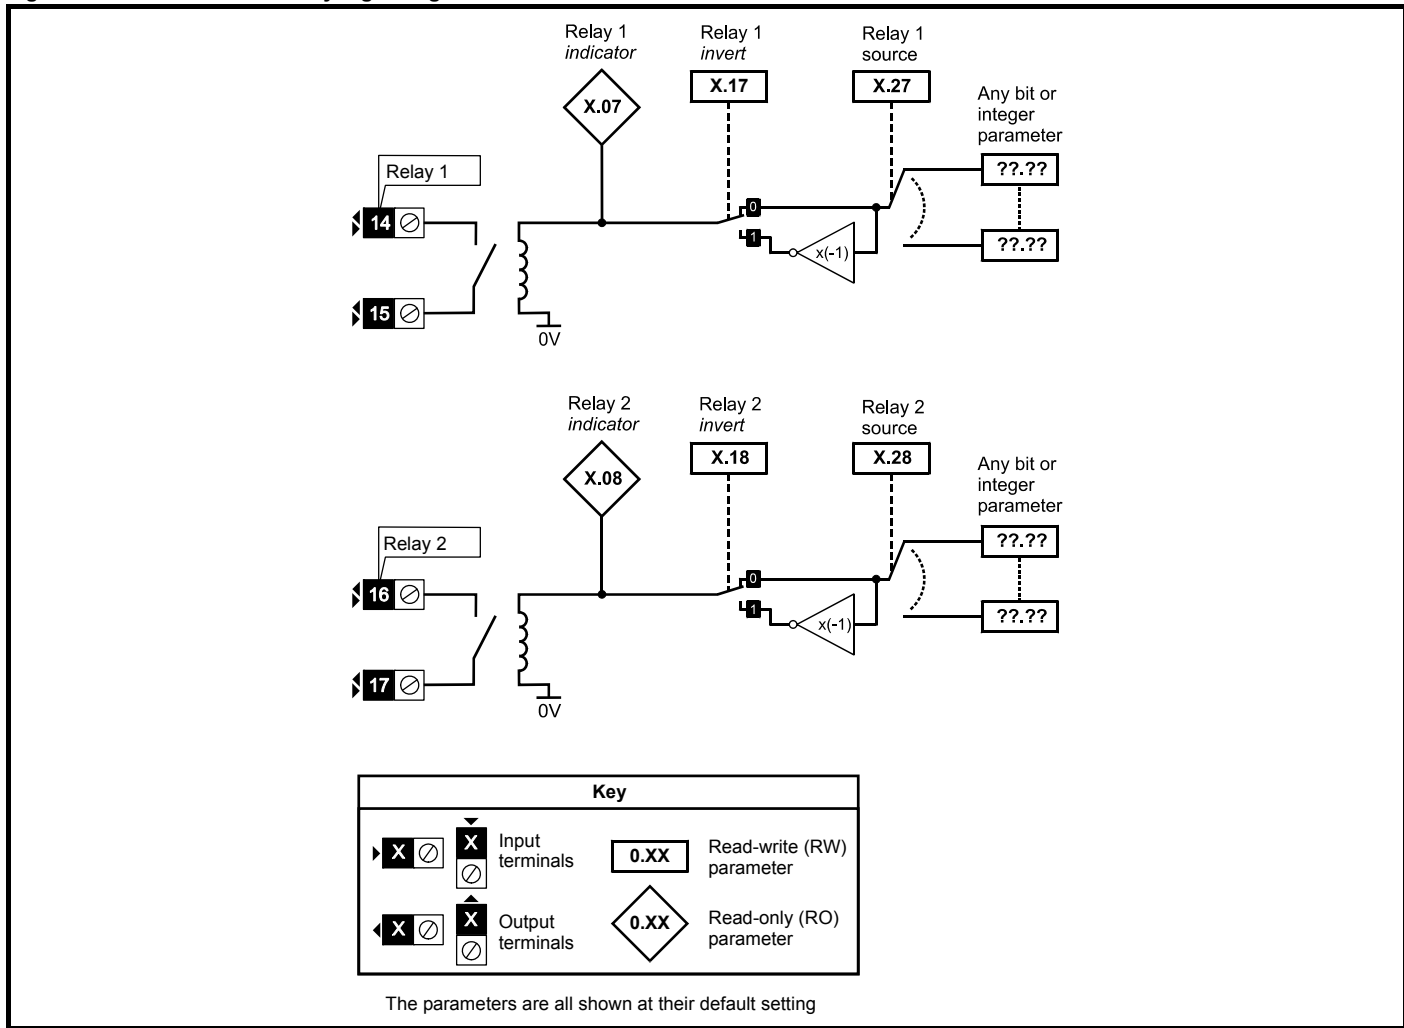 Relay 1
indicator
Relay 1
invert
Relay 1
source
X.07
X.17
X.27
Any bit or
integer
parameter
??.??
??.??
Relay 1
14
15
0
1
x(-1)
0V
Relay 2
indicator
Relay 2
invert
Relay 2
source
X.08
X.18
X.28
Any bit or
integer
parameter
??.??
??.??
Relay 2
16
17
0
1
x(-1)
0V
Key
X
X
Input
terminals
0.XX
Read-write (RW)
parameter
X
X
Output
terminals
0.XX
Read-only (RO)
parameter
The parameters are all shown at their default setting